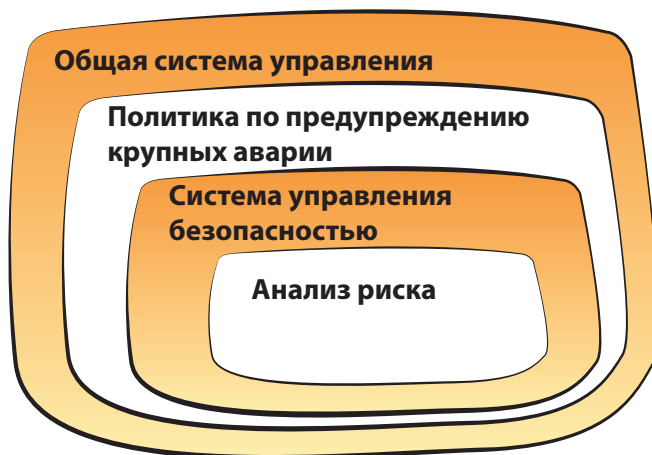 Общая система управления
Политика по предупреждению
крупных аварии
Система управления
безопасностью
Анализ риска